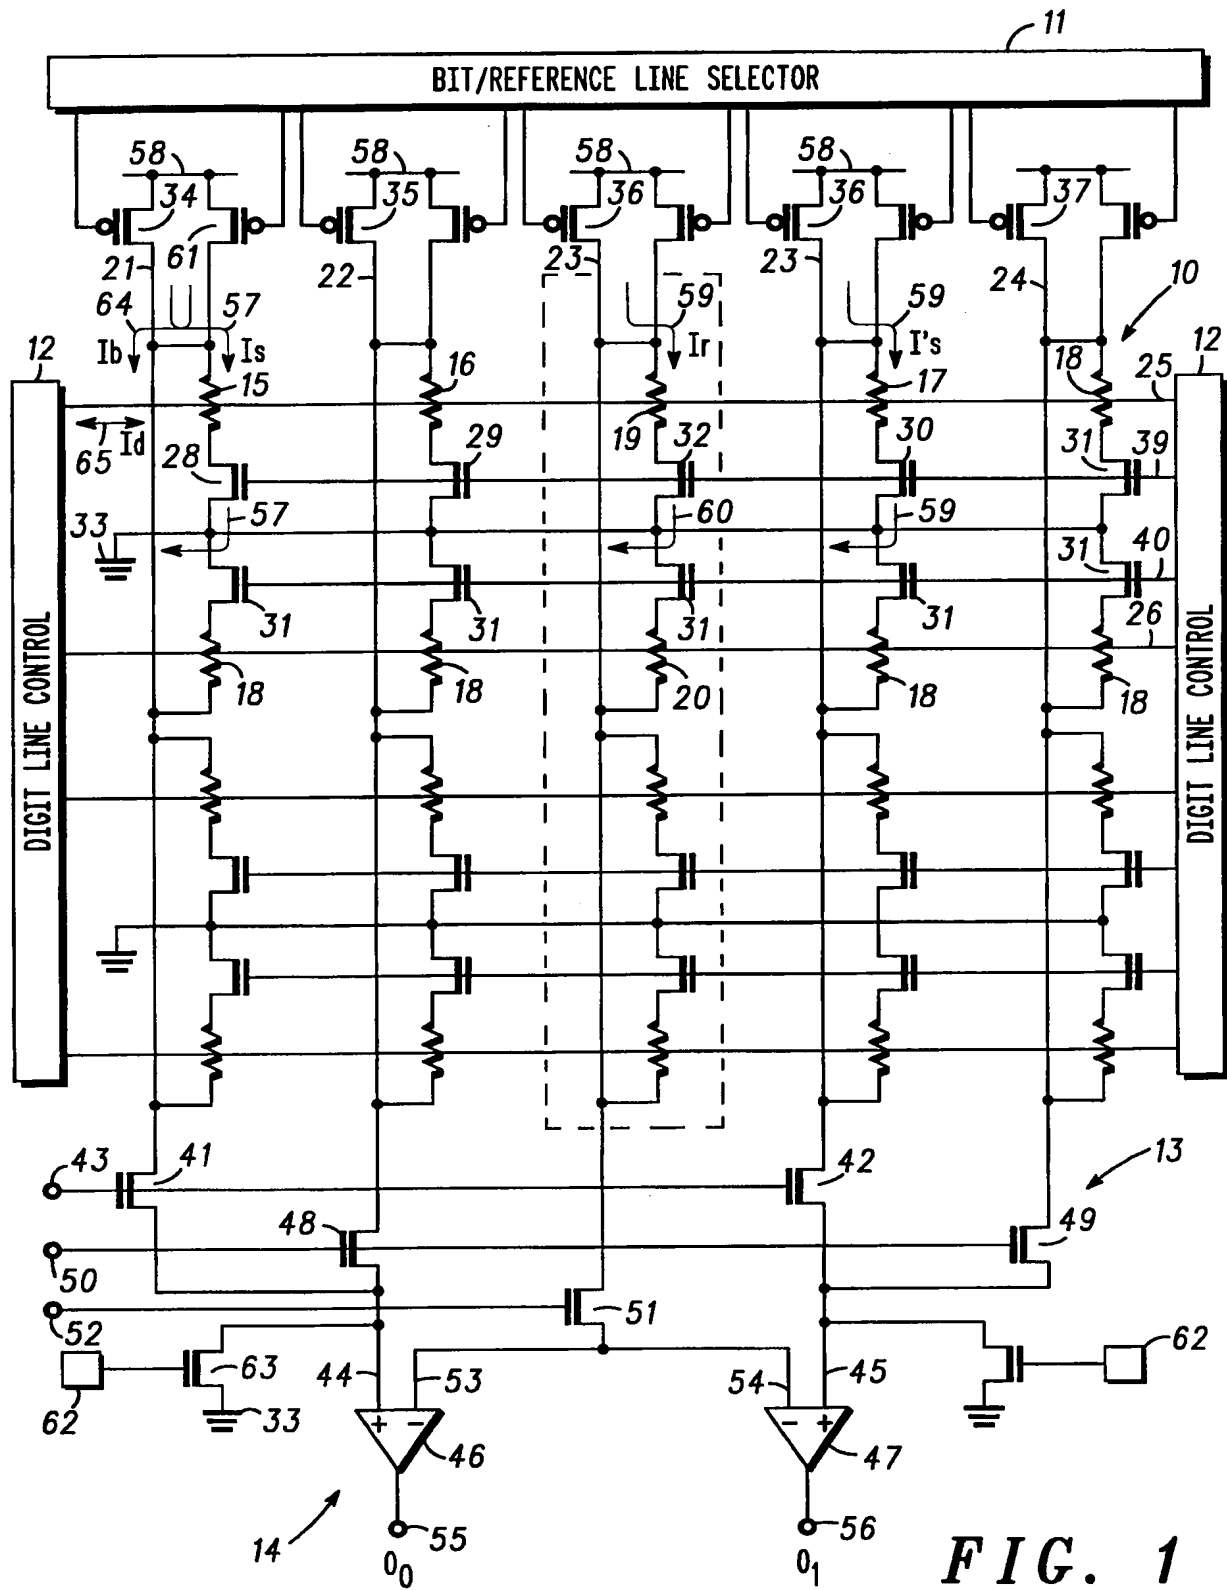 11
BIT/REFERENCE LINE SELECTOR
58 58 58 58
34 35 36 36 37
61
21 22 23 23 24
10
64 57 59 59
12 Ib Is Ir I's 12
15 16 19 17 18 25
Id
65
28 29 32 30 31 39
57 60 59
33 31 40
31 31 31 31 26
18 18 20 18 18
DIGIT LINE CONTROL
DIGIT LINE CONTROL
43 41 42 13
48 49
50
51
52
63 62
44 53 54 45
62 33
+ − − +
46 47
14 55 56
O0 O1
FIG. 1